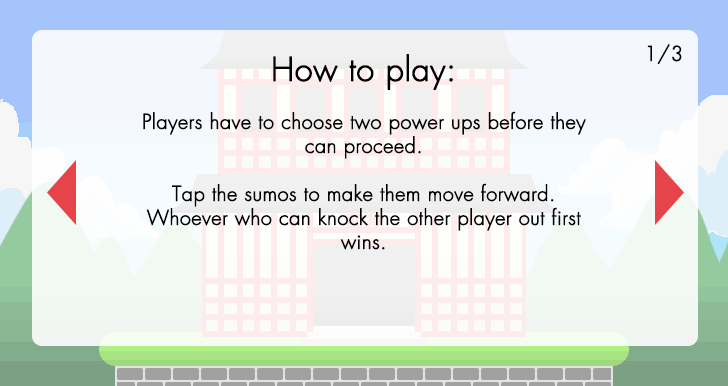 1/3
How to play:
Players have to choose two power ups before they
can proceed.
Tap the sumos to make them move forward.
Whoever who can knock the other player out first
wins.